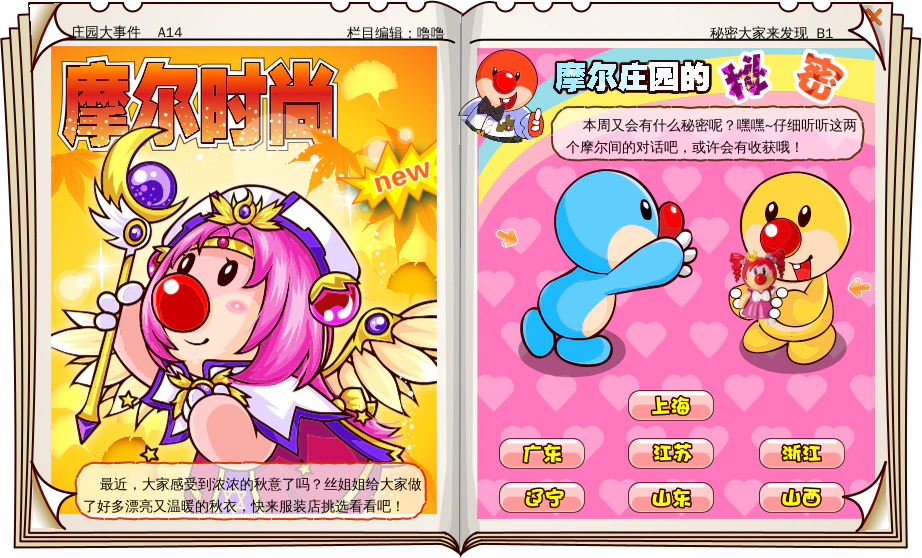 庄园大事件 A14
栏目编辑：噜噜
摩尔时尚
new
最近，大家感受到浓浓的秋意了吗？丝姐姐给大家做
了好多漂亮又温暖的秋衣，快来服装店挑选看看吧！
秘密大家来发现 B1
摩尔庄园的秘密
本周又会有什么秘密呢？嘿嘿~仔细听听这两
个摩尔间的对话吧，或许会有收获哦！
上海
广东 江苏 浙江
辽宁 山东 山西